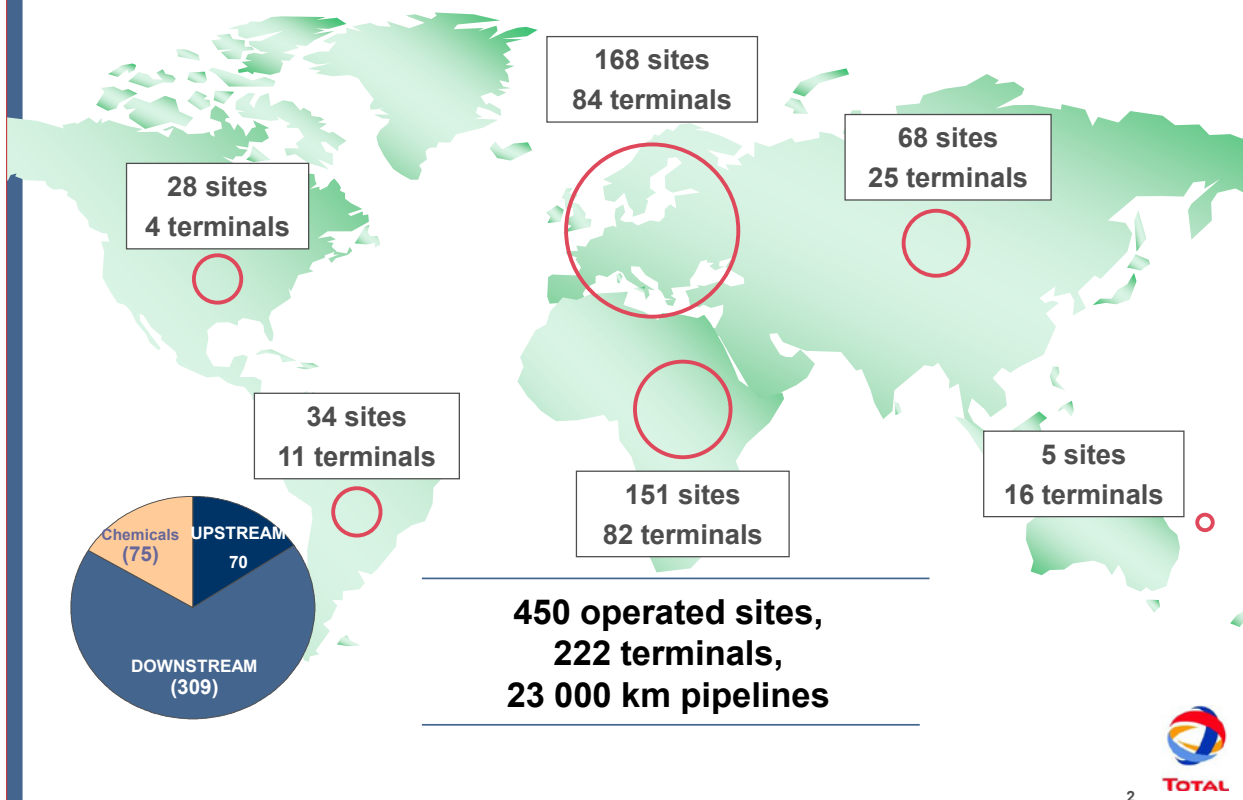 168 sites
84 terminals
68 sites
25 terminals
28 sites
4 terminals
34 sites
11 terminals
5 sites
16 terminals
151 sites
82 terminals
Chemicals
(75)
UPSTREAM
70
DOWNSTREAM
(309)
450 operated sites,
222 terminals,
23 000 km pipelines
TOTAL
2